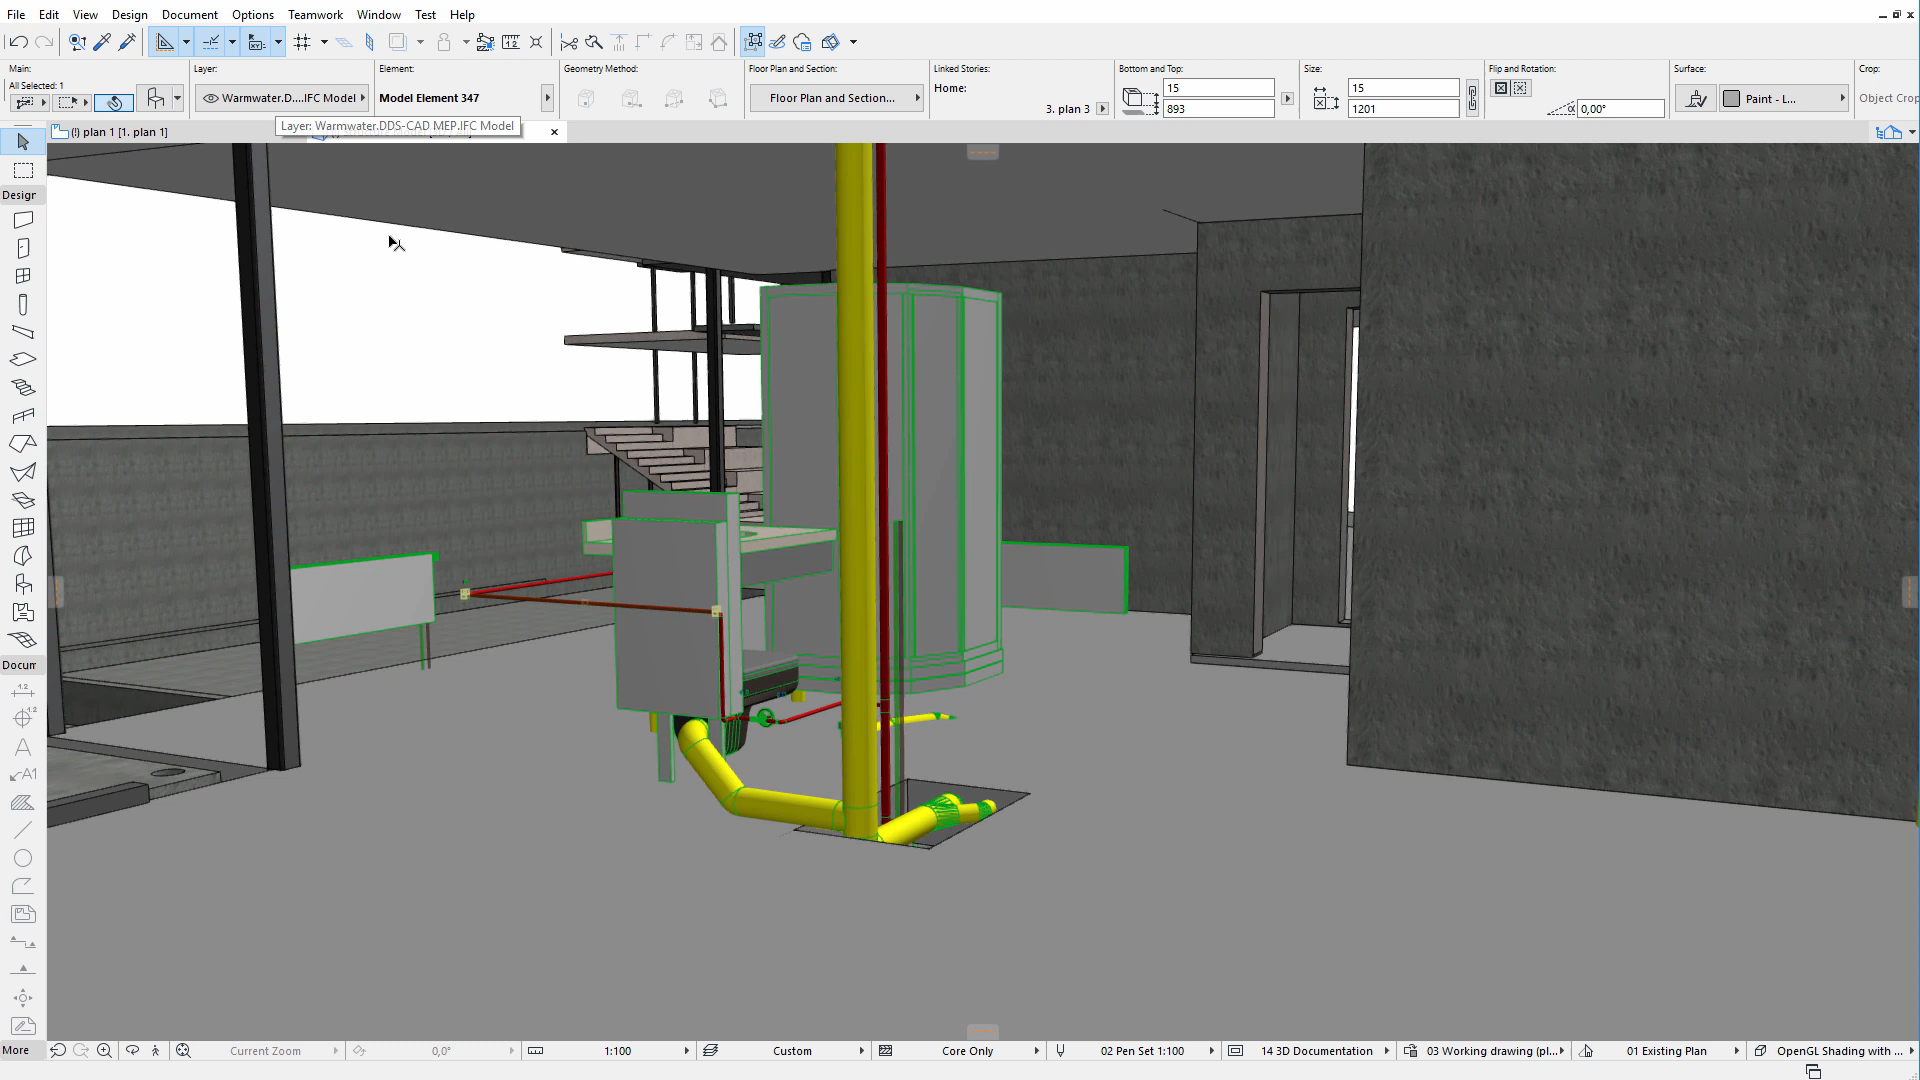 File Edit View Design Document Options Teamwork Window Test Help
Main:
All Selected: 1
Layer:
Warmwater.D....IFC Model
Element:
Model Element 347
Geometry Method:
Floor Plan and Section:
Floor Plan and Section...
Linked Stories:
Home:
3. plan 3
Bottom and Top:
15
893
Size:
15
1201
Flip and Rotation:
0,00°
Surface:
Paint - L...
Crop:
Object Crop
(!) plan 1 [1. plan 1]
Layer: Warmwater.DDS-CAD MEP.IFC Model
Design
Docum
More
Current Zoom
0,0°
1:100
Custom
Core Only
02 Pen Set 1:100
14 3D Documentation
03 Working drawing (pl...
01 Existing Plan
OpenGL Shading with ...